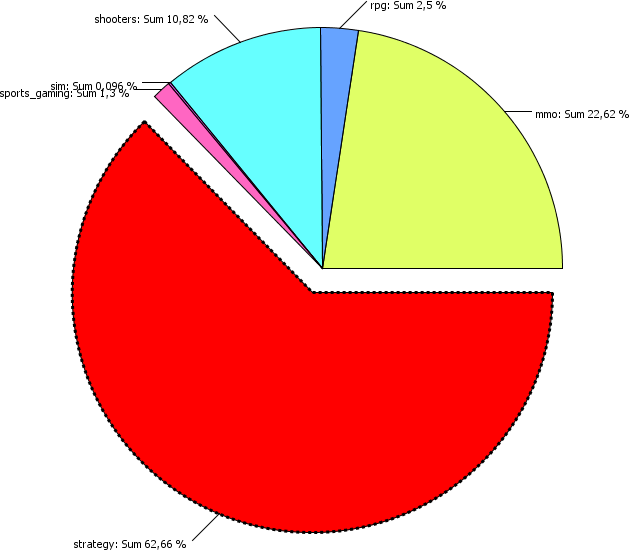 rpg: Sum 2,5 %
shooters: Sum 10,82 %
sim: Sum 0,096 %
sports_gaming: Sum 1,3 %
mmo: Sum 22,62 %
strategy: Sum 62,66 %